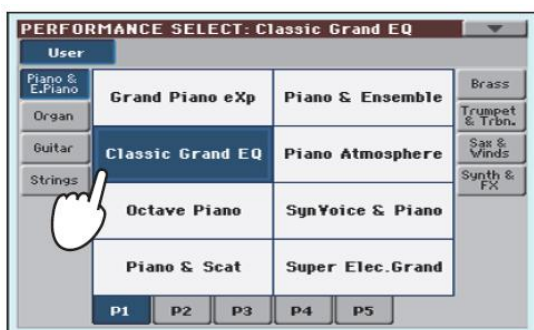 PERFORMANCE SELECT: Classic Grand EQ
User
Piano &
E.Piano
Organ
Guitar
Strings
Grand Piano eXp
Piano & Ensemble
Classic Grand EQ
Piano Atmosphere
Octave Piano
SynVoice & Piano
Piano & Scat
Super Elec.Grand
Brass
Trumpet
& Trbn.
Sax &
Winds
Synth &
FX
P1 P2 P3 P4 P5